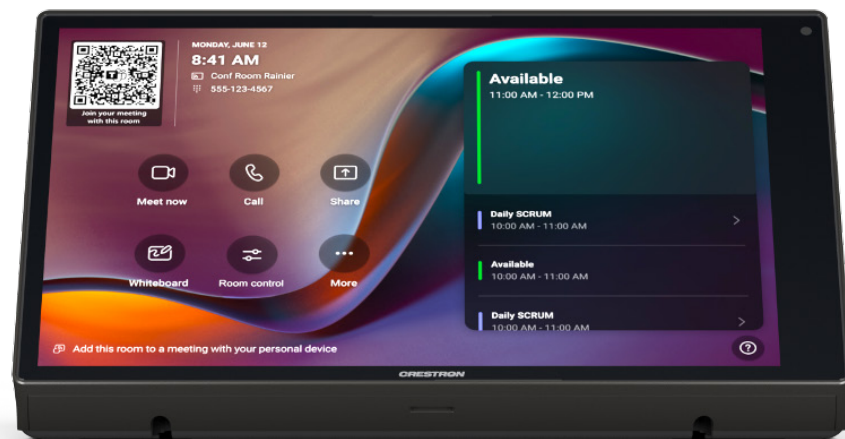 MONDAY, JUNE 12
8:41 AM
Conf Room Rainier
555-123-4567
Join your meeting
with this room
Meet now
Call
Share
Whiteboard
Room control
More
Add this room to a meeting with your personal device
Available
11:00 AM - 12:00 PM
Daily SCRUM
10:00 AM - 11:00 AM
Available
10:00 AM - 11:00 AM
Daily SCRUM
10:00 AM - 11:00 AM
CRESTRON